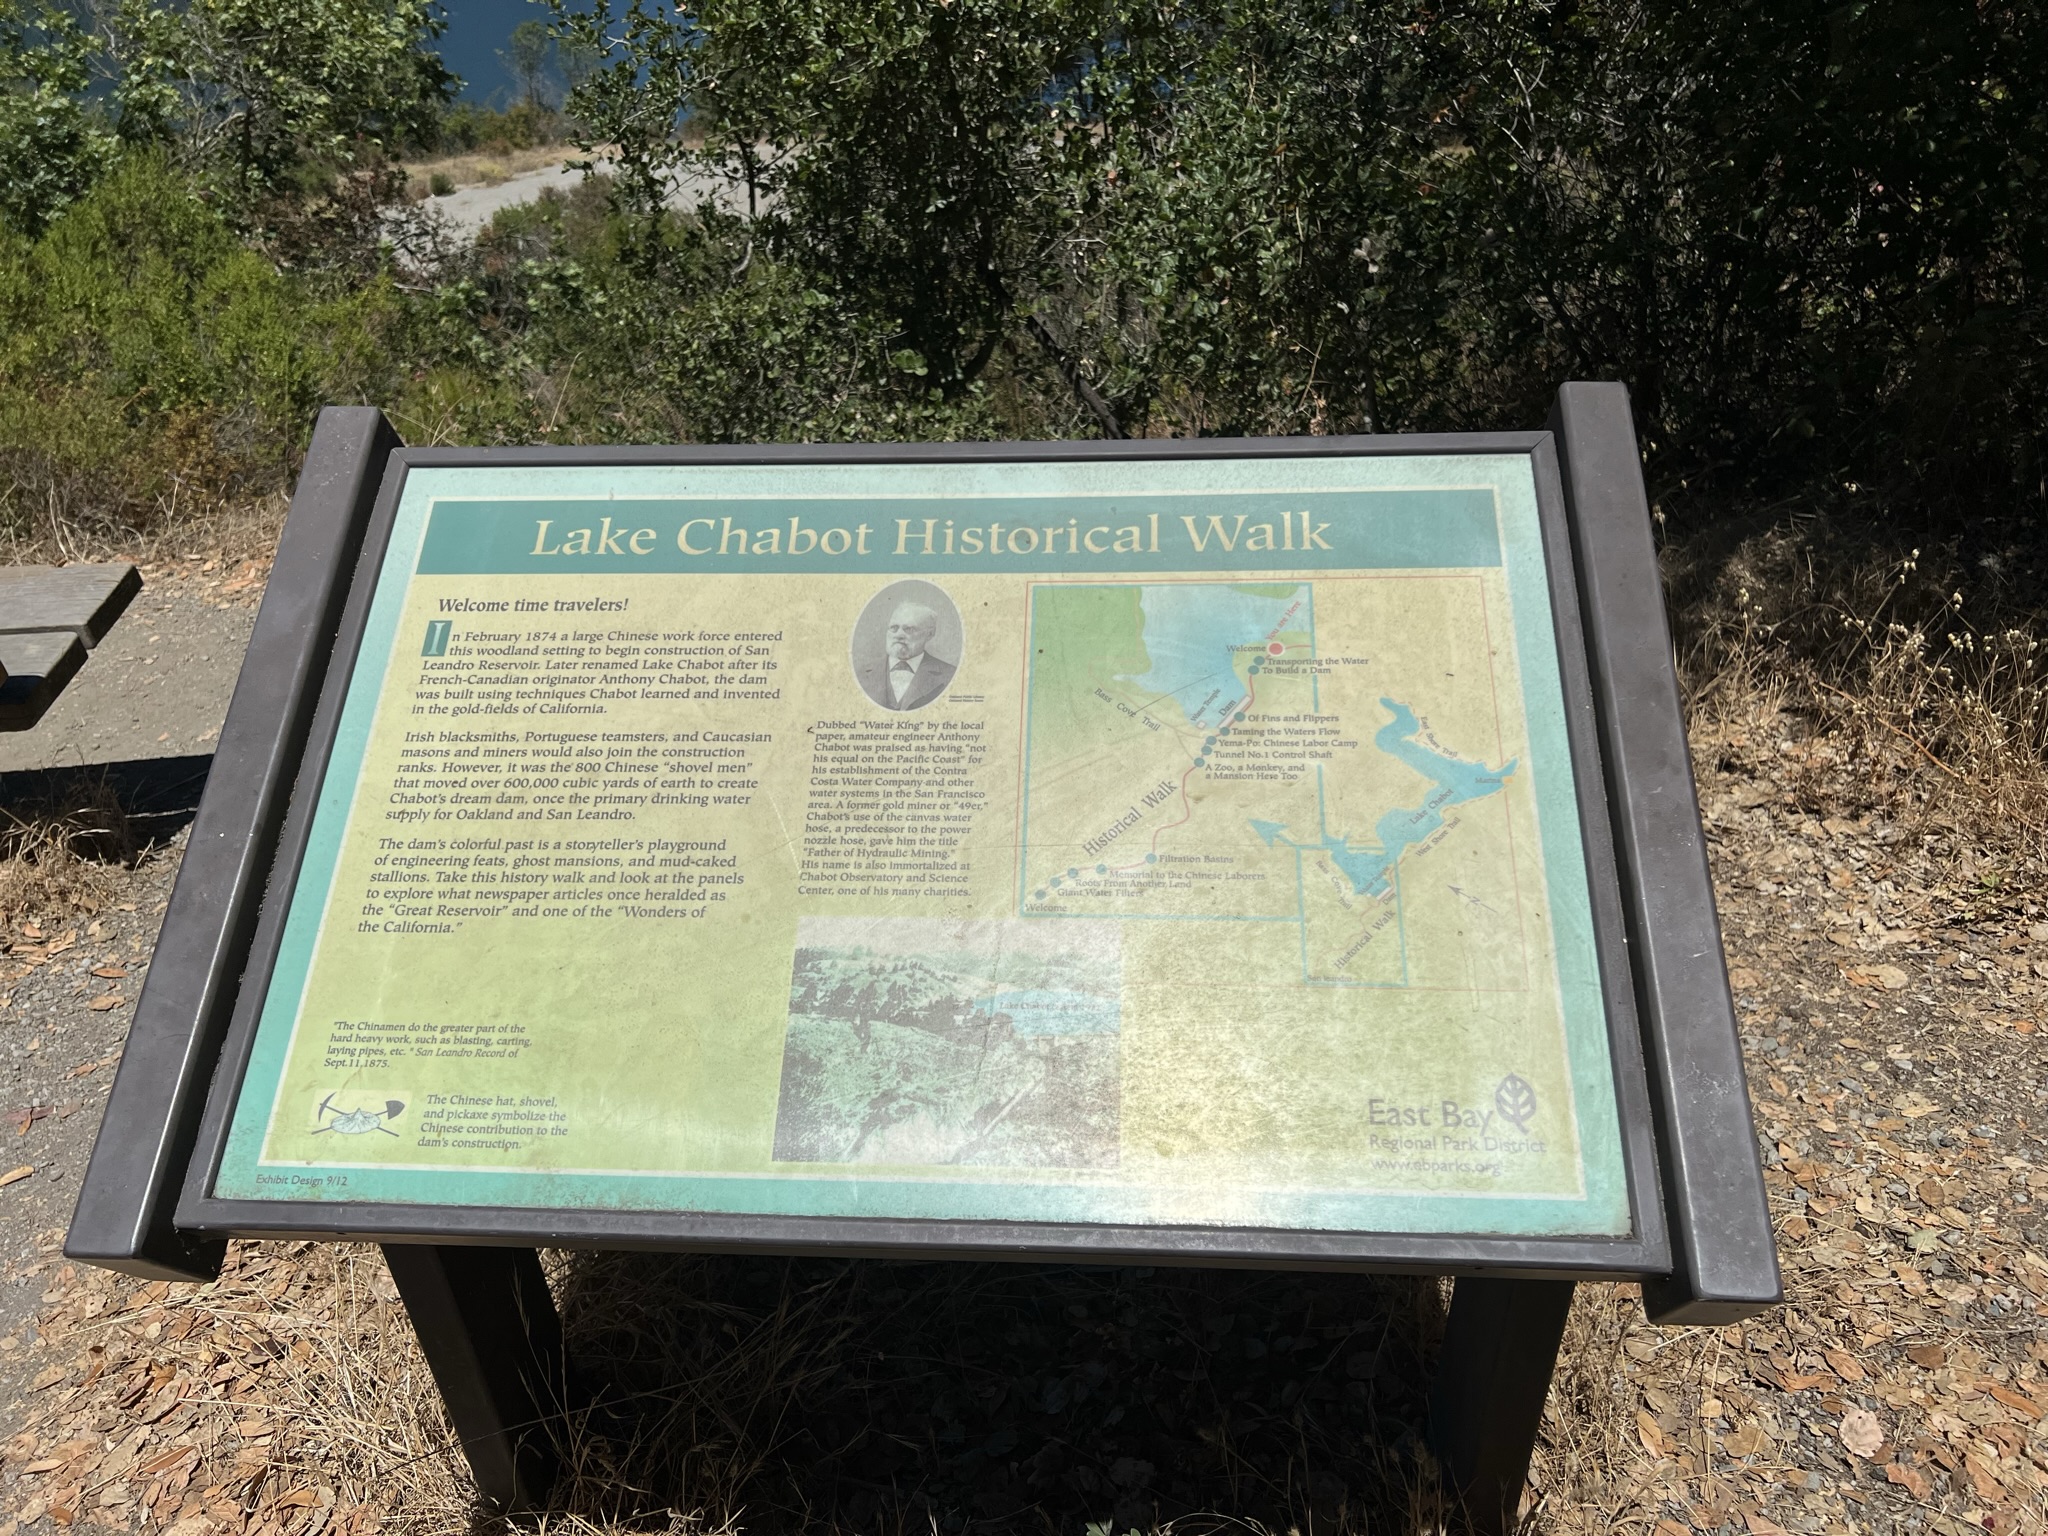 Lake Chabot Historical Walk
Welcome time travelers!
In February 1874 a large Chinese work force entered
this woodland setting to begin construction of San
Leandro Reservoir. Later renamed Lake Chabot after its
French-Canadian originator Anthony Chabot, the dam
was built using techniques Chabot learned and invented
in the gold-fields of California.
Irish blacksmiths, Portuguese teamsters, and Caucasian
masons and miners would also join the construction
ranks. However, it was the 800 Chinese “shovel men”
that moved over 600,000 cubic yards of earth to create
Chabot's dream dam, once the primary drinking water
supply for Oakland and San Leandro.
The dam's colorful past is a storyteller's playground
of engineering feats, ghost mansions, and mud-caked
stallions. Take this history walk and look at the panels
to explore what newspaper articles once heralded as
the “Great Reservoir” and one of the “Wonders of
the California.”
"The Chinamen do the greater part of the
hard heavy work, such as blasting, carting,
laying pipes, etc. " San Leandro Record of
Sept.11,1875.
The Chinese hat, shovel,
and pickaxe symbolize the
Chinese contribution to the
dam's construction.
Exhibit Design 9/12
Dubbed “Water King” by the local
paper, amateur engineer Anthony
Chabot was praised as having “not
his equal on the Pacific Coast” for
his establishment of the Contra
Costa Water Company and other
water systems in the San Francisco
area. A former gold miner or “49er,”
Chabot's use of the canvas water
hose, a predecessor to the power
nozzle hose, gave him the title
“Father of Hydraulic Mining.”
His name is also immortalized at
Chabot Observatory and Science
Center, one of his many charities.
Lake Chabot
You are Here
Welcome
Transporting the Water
To Build a Dam
Bass Cove Trail
Dam
Of Fins and Flippers
Taming the Waters Flow
Yema-Po: Chinese Labor Camp
Tunnel No.1 Control Shaft
A Zoo, a Monkey, and
a Mansion Here Too
Historical Walk
Filtration Basins
Memorial to the Chinese Laborers
Roots From Another Land
Giant Water Filters
Welcome
East Shore Trail
Marina
Lake Chabot
West Shore Trail
Historical Walk
N
East Bay
Regional Park District
www.ebparks.org